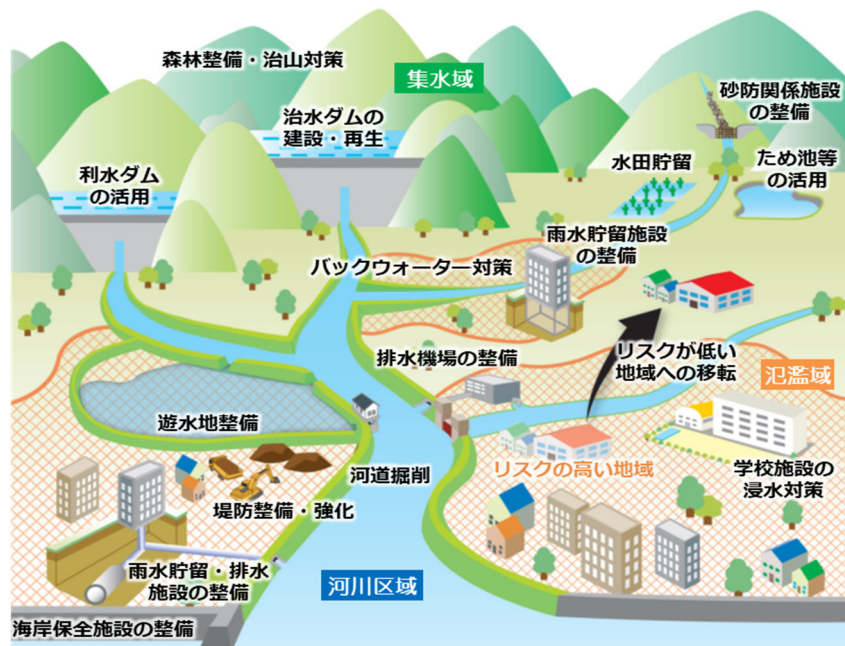 森林整備・治山対策
集水域
砂防関係施設
の整備
治水ダムの
建設・再生
水田貯留
ため池等
の活用
利水ダム
の活用
雨水貯留施設
の整備
バックウォーター対策
排水機場の整備
リスクが低い
地域への移転
氾濫域
遊水地整備
リスクの高い地域
学校施設の
浸水対策
河道掘削
堤防整備・強化
雨水貯留・排水
施設の整備
河川区域
海岸保全施設の整備